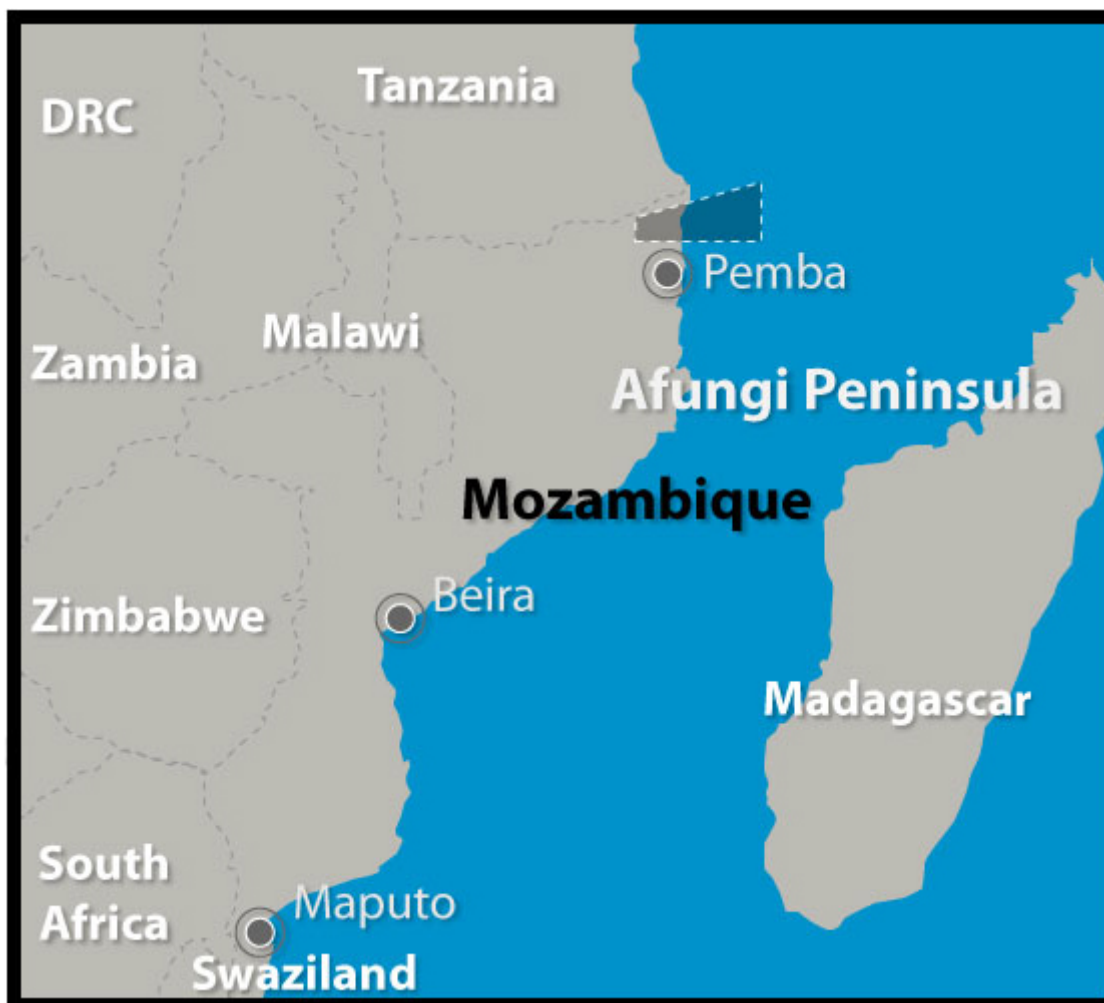 Tanzania
DRC
Pemba
Malawi
Zambia
Afungi Peninsula
Mozambique
Beira
Zimbabwe
Madagascar
South
Africa
Maputo
Swaziland